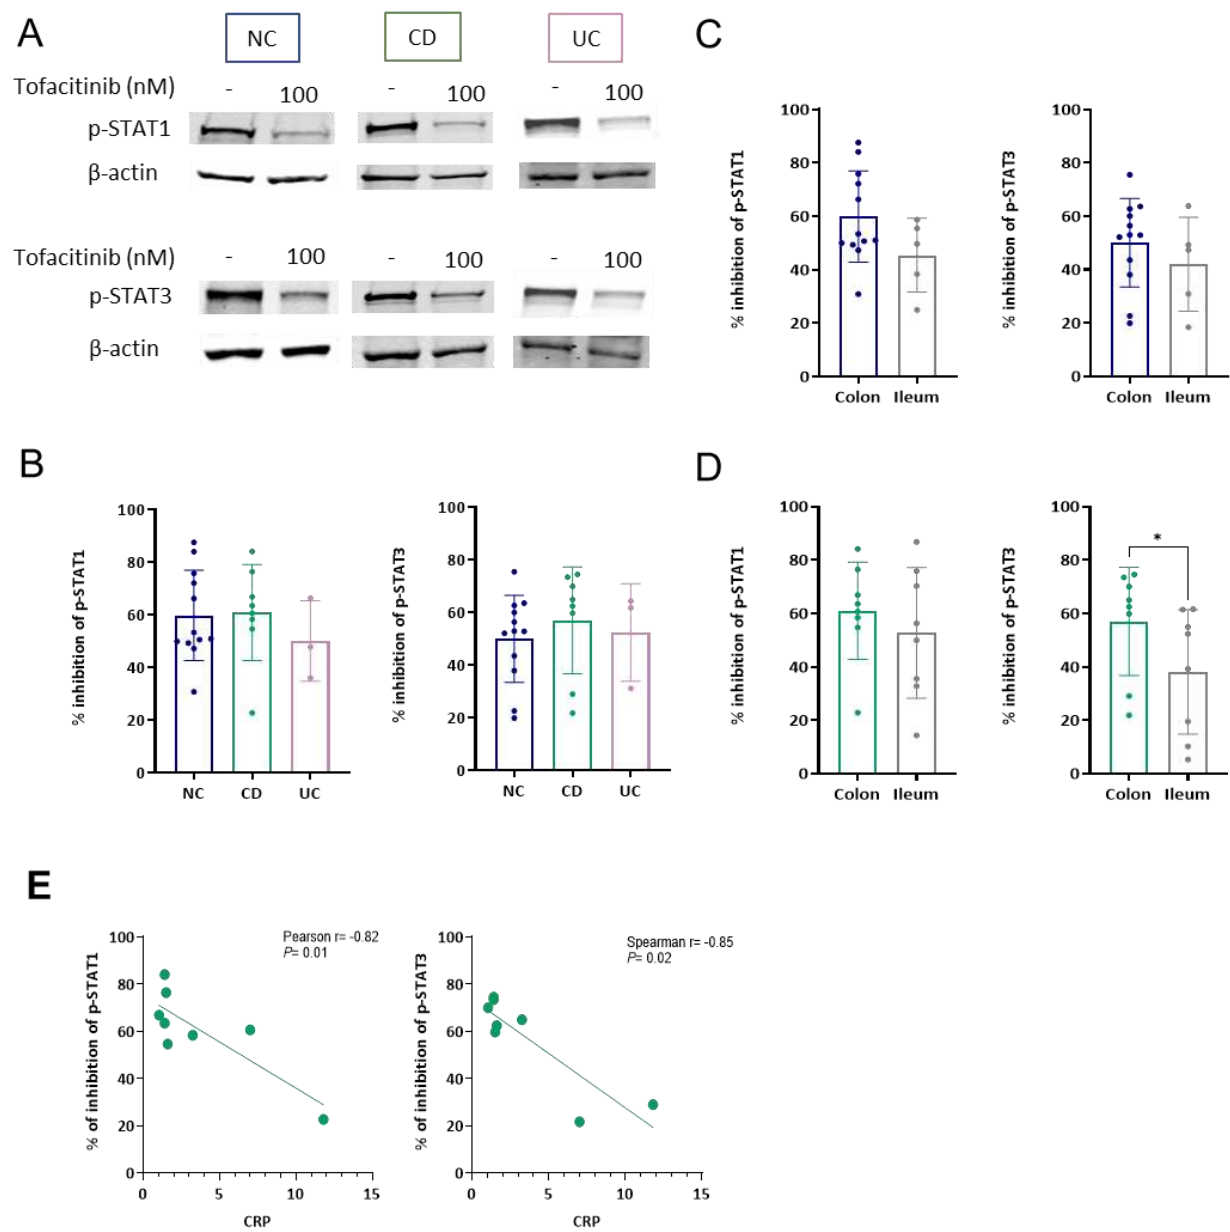 A
NC
CD
UC
Tofacitinib (nM)
- 100 - 100 - 100
p-STAT1
β-actin
Tofacitinib (nM)
- 100 - 100 - 100
p-STAT3
β-actin
B
% inhibition of p-STAT1
100
80
60
40
20
0
NC CD UC
% inhibition of p-STAT3
100
80
60
40
20
0
NC CD UC
C
% inhibition of p-STAT1
100
80
60
40
20
0
Colon Ileum
% inhibition of p-STAT3
100
80
60
40
20
0
Colon Ileum
D
% inhibition of p-STAT1
100
80
60
40
20
0
Colon Ileum
% inhibition of p-STAT3
100
80
60
40
20
0
*
Colon Ileum
E
% of inhibition of p-STAT1
100
80
60
40
20
0
Pearson r= -0.82
P= 0.01
0 5 10 15
CRP
% of inhibition of p-STAT3
100
80
60
40
20
0
Spearman r= -0.85
P= 0.02
0 5 10 15
CRP